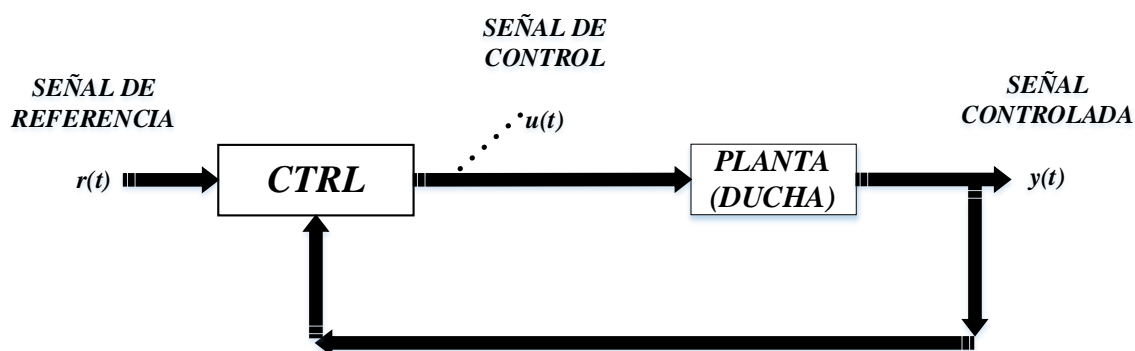 SEÑAL DE
CONTROL
SEÑAL DE
REFERENCIA
SEÑAL
CONTROLADA
u(t)
r(t)
CTRL
PLANTA
(DUCHA)
y(t)